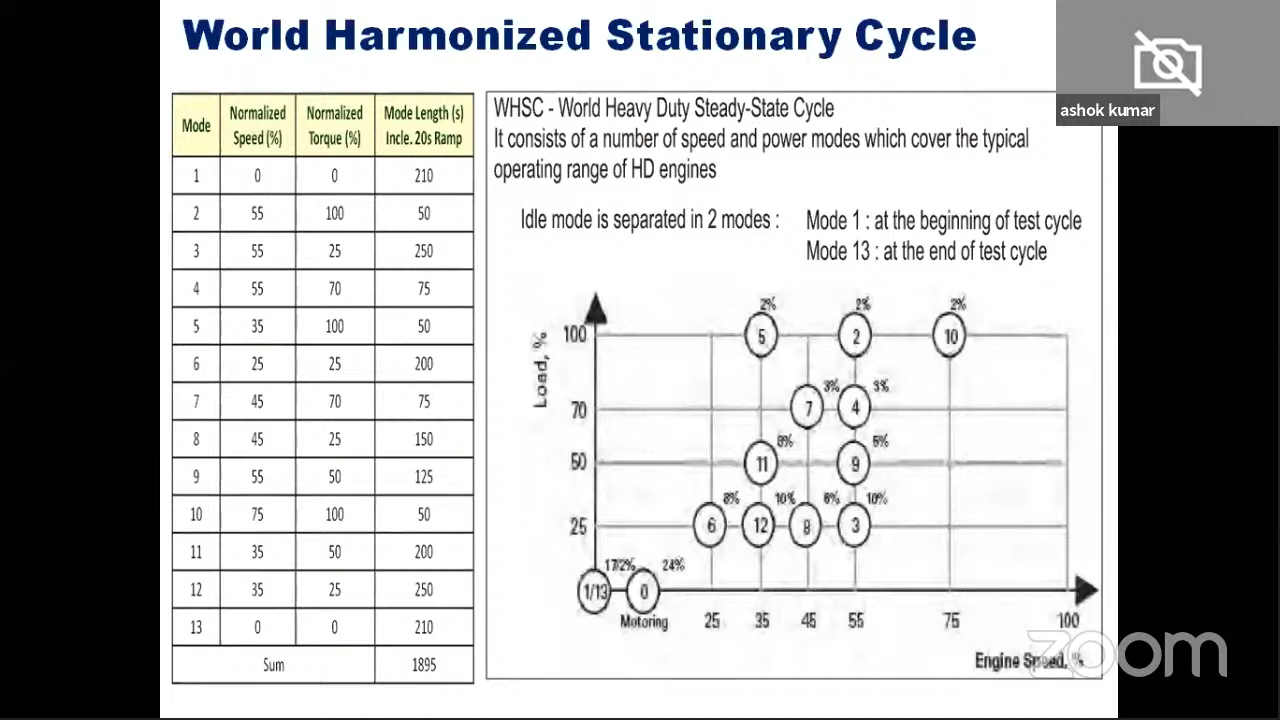 World Harmonized Stationary Cycle
ashok kumar
Mode Normalized Speed (%) Normalized Torque (%) Mode Length (s) Incle. 20s Ramp
1 0 0 210
2 55 100 50
3 55 25 250
4 55 70 75
5 35 100 50
6 25 25 200
7 45 70 75
8 45 25 150
9 55 50 125
10 75 100 50
11 35 50 200
12 35 25 250
13 0 0 210
Sum 1895
WHSC - World Heavy Duty Steady-State Cycle
It consists of a number of speed and power modes which cover the typical
operating range of HD engines
Idle mode is separated in 2 modes : Mode 1 : at the beginning of test cycle
Mode 13 : at the end of test cycle
2% 2% 2%
100 5 2 10
Load, %
3% 3%
70 7 4
8% 5%
50 11 9
8% 10% 6% 10%
25 6 12 8 3
17/2% 24%
1/13 0
Motoring 25 35 45 55 75 100
Engine Speed, %
zoom